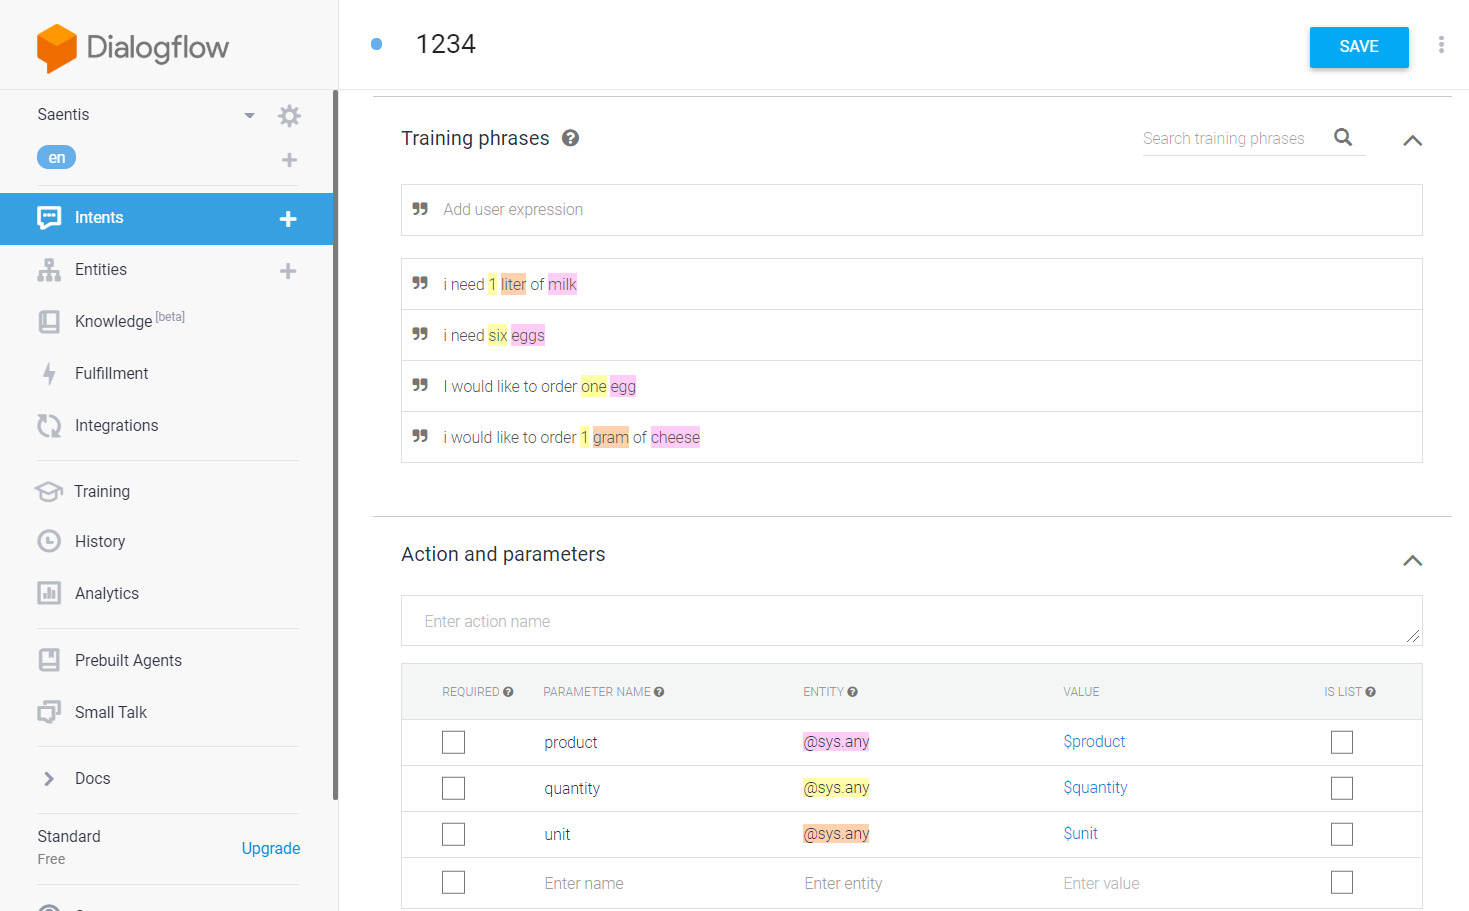 Dialogflow
1234
SAVE
Saentis
en
Intents
Entities
Knowledge [beta]
Fulfillment
Integrations
Training
History
Analytics
Prebuilt Agents
Small Talk
Docs
Standard
Free
Upgrade
Training phrases
Search training phrases
Add user expression
i need 1 liter of milk
i need six eggs
I would like to order one egg
i would like to order 1 gram of cheese
Action and parameters
Enter action name
REQUIRED PARAMETER NAME ENTITY VALUE IS LIST
product @sys.any $product
quantity @sys.any $quantity
unit @sys.any $unit
Enter name Enter entity Enter value